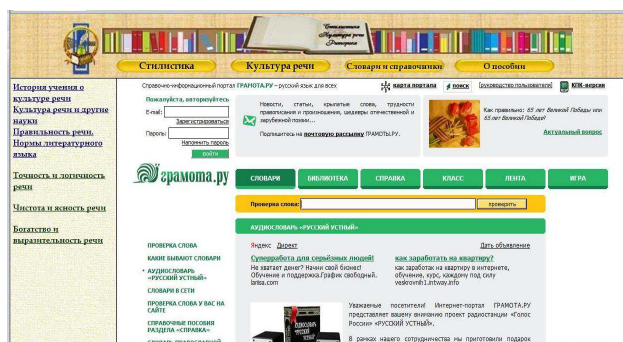 Стилистика
Культура речи
Риторика
Стилистика
Культура речи
Словари и справочники
О пособии
История учения о
культуре речи
Культура речи и другие
науки
Правильность речи.
Нормы литературного
языка
Точность и логичность
речи
Чистота и ясность речи
Богатство и
выразительность речи
Справочно-информационный портал ГРАМОТА.РУ – русский язык для всех
карта портала
поиск
[руководство пользователя]
КПК-версия
Пожалуйста, авторизуйтесь
E-mail:
Зарегистрироваться
Пароль:
Напомнить пароль
войти
Новости, статьи, крылатые слова, трудности
правописания и произношения, шедевры отечественной и
зарубежной поэзии...
Подпишитесь на почтовую рассылку ГРАМОТЫ.РУ.
Как правильно: 65 лет Великой Победы или
65 лет Великой Победе?
Актуальный вопрос
грамота.ру
СЛОВАРИ
БИБЛИОТЕКА
СПРАВКА
КЛАСС
ЛЕНТА
ИГРА
Проверка слова:
проверить
АУДИОСЛОВАРЬ «РУССКИЙ УСТНЫЙ»
ПРОВЕРКА СЛОВА
КАКИЕ БЫВАЮТ СЛОВАРИ
АУДИОСЛОВАРЬ
«РУССКИЙ УСТНЫЙ»
СЛОВАРИ В СЕТИ
ПРОВЕРКА СЛОВА У ВАС НА
САЙТЕ
СПРАВОЧНЫЕ ПОСОБИЯ
РАЗДЕЛА «СПРАВКА»
СЛОВАРЬ ПРАВОСЛАВНОЙ
Яндекс Директ
Дать объявление
Суперработа для серьёзных людей!
Не хватает денег? Начни свой бизнес!
Обучение и поддержка.График свободный.
larisa.com
как заработать на квартиру?
как заработак на квартиру в интернете,
обучение, курс, каждому под силу
veskrovnih1.intway.info
АУДИОСЛОВАРЬ
Уважаемые посетители! Интернет-портал ГРАМОТА.РУ
представляет вашему вниманию проект радиостанции «Голос
России» «РУССКИЙ УСТНЫЙ».
В рамках нашего сотрудничества мы приготовили подарок